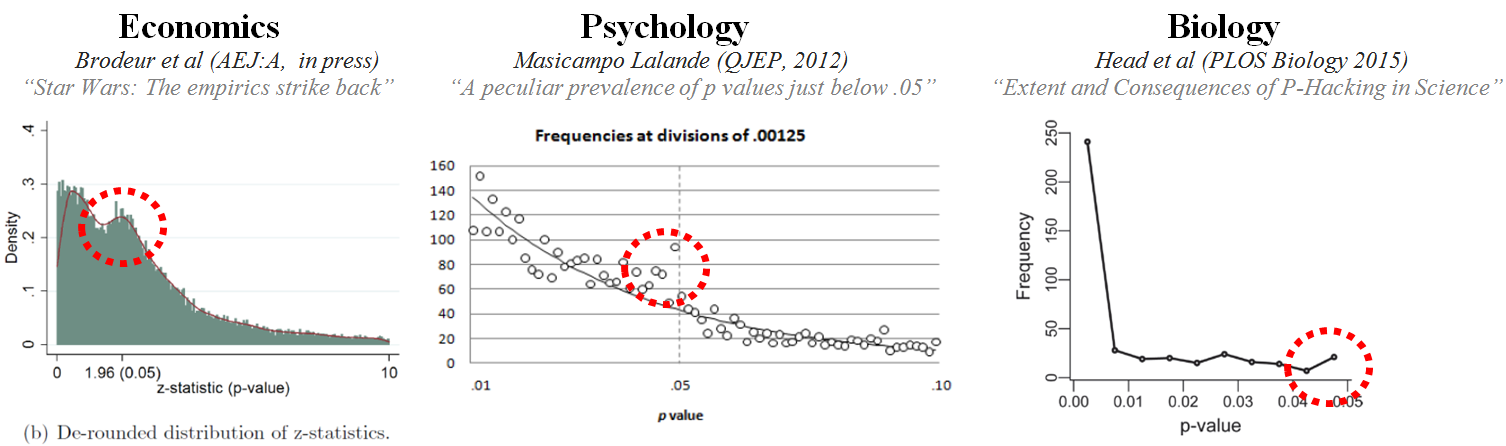 Economics
Brodeur et al (AEJ:A, in press)
“Star Wars: The empirics strike back”
.4
.3
.2
.1
0
Density
0
1.96 (0.05)
10
z-statistic (p-value)
(b) De-rounded distribution of z-statistics.
Psychology
Masicampo Lalande (QJEP, 2012)
“A peculiar prevalence of p values just below .05”
Frequencies at divisions of .00125
160
140
120
100
80
60
40
20
0
.01
.05
.10
p value
Biology
Head et al (PLOS Biology 2015)
“Extent and Consequences of P-Hacking in Science”
250
200
150
100
50
0
Frequency
0.00
0.01
0.02
0.03
0.04
0.05
p-value